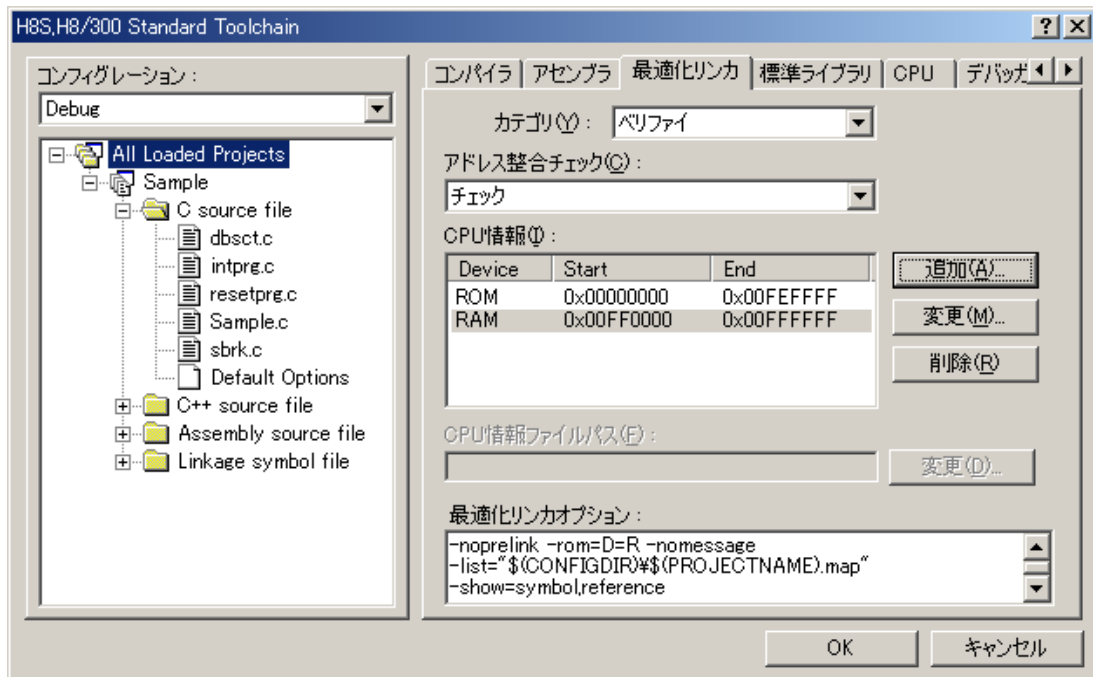 H8S,H8/300 Standard Toolchain
コンフィグレーション :
Debug
All Loaded Projects
Sample
C source file
dbsct.c
intprg.c
resetprg.c
Sample.c
sbrk.c
Default Options
C++ source file
Assembly source file
Linkage symbol file
コンパイラ アセンブラ 最適化リンカ 標準ライブラリ CPU デバッガ
カテゴリ(Y) : ベリファイ
アドレス整合チェック(C) :
チェック
CPU情報(I) :
Device Start End
ROM 0x00000000 0x00FEFFFF
RAM 0x00FF0000 0x00FFFFFF
追加(A)...
変更(M)...
削除(R)
CPU情報ファイルパス(F) :
変更(D)...
最適化リンカオプション :
-noprelink -rom=D=R -nomessage
-list="$(CONFIGDIR)¥$(PROJECTNAME).map"
-show=symbol,reference
OK キャンセル